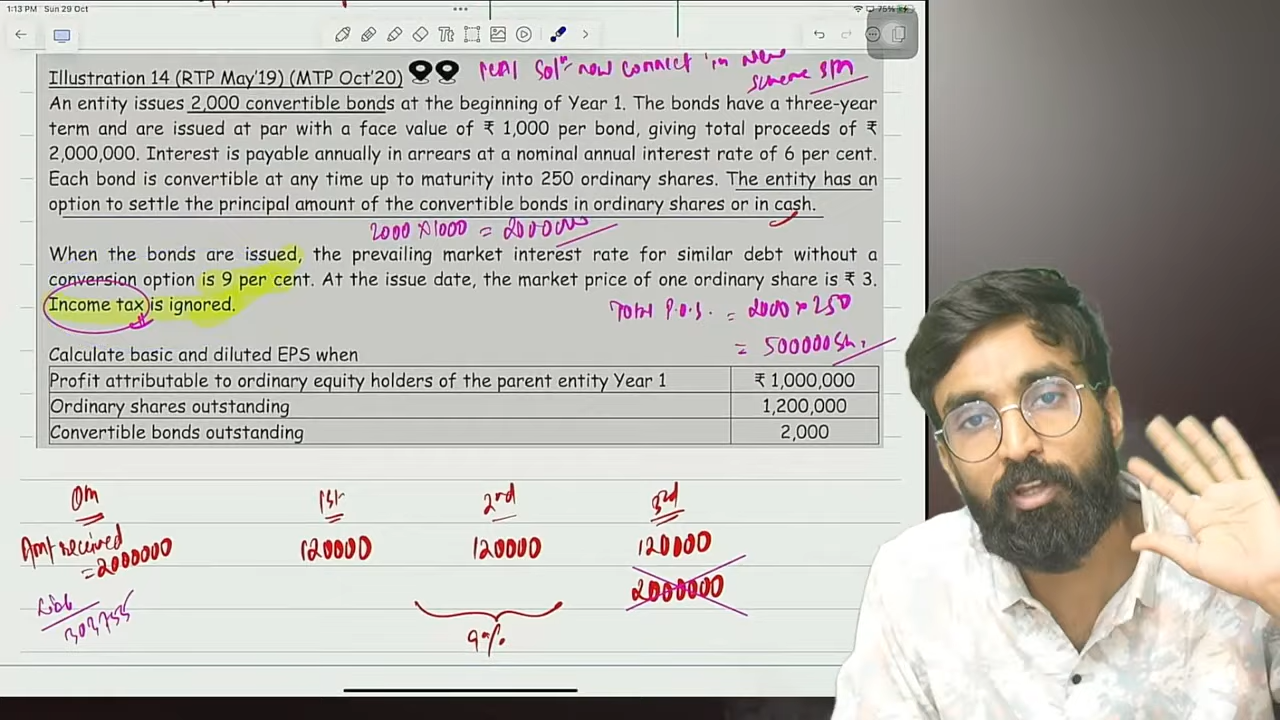 1:13 PM Sun 29 Oct
75%
Tt
Illustration 14 (RTP May'19) (MTP Oct'20)
real Solⁿ now connect in new
scheme spm
An entity issues 2,000 convertible bonds at the beginning of Year 1. The bonds have a three-year
term and are issued at par with a face value of ₹ 1,000 per bond, giving total proceeds of ₹
2,000,000. Interest is payable annually in arrears at a nominal annual interest rate of 6 per cent.
Each bond is convertible at any time up to maturity into 250 ordinary shares. The entity has an
option to settle the principal amount of the convertible bonds in ordinary shares or in cash.
2000 × 1000 = 2000000
When the bonds are issued, the prevailing market interest rate for similar debt without a
conversion option is 9 per cent. At the issue date, the market price of one ordinary share is ₹ 3.
Income tax is ignored.
Total P.O.S. = 2000 × 250
= 500000 Sh.
Calculate basic and diluted EPS when
Profit attributable to ordinary equity holders of the parent entity Year 1 ₹ 1,000,000
Ordinary shares outstanding 1,200,000
Convertible bonds outstanding 2,000
1st 2nd 3rd
Amt received 120000 120000 120000
= 2000000 2000000
Liab
303755
9%